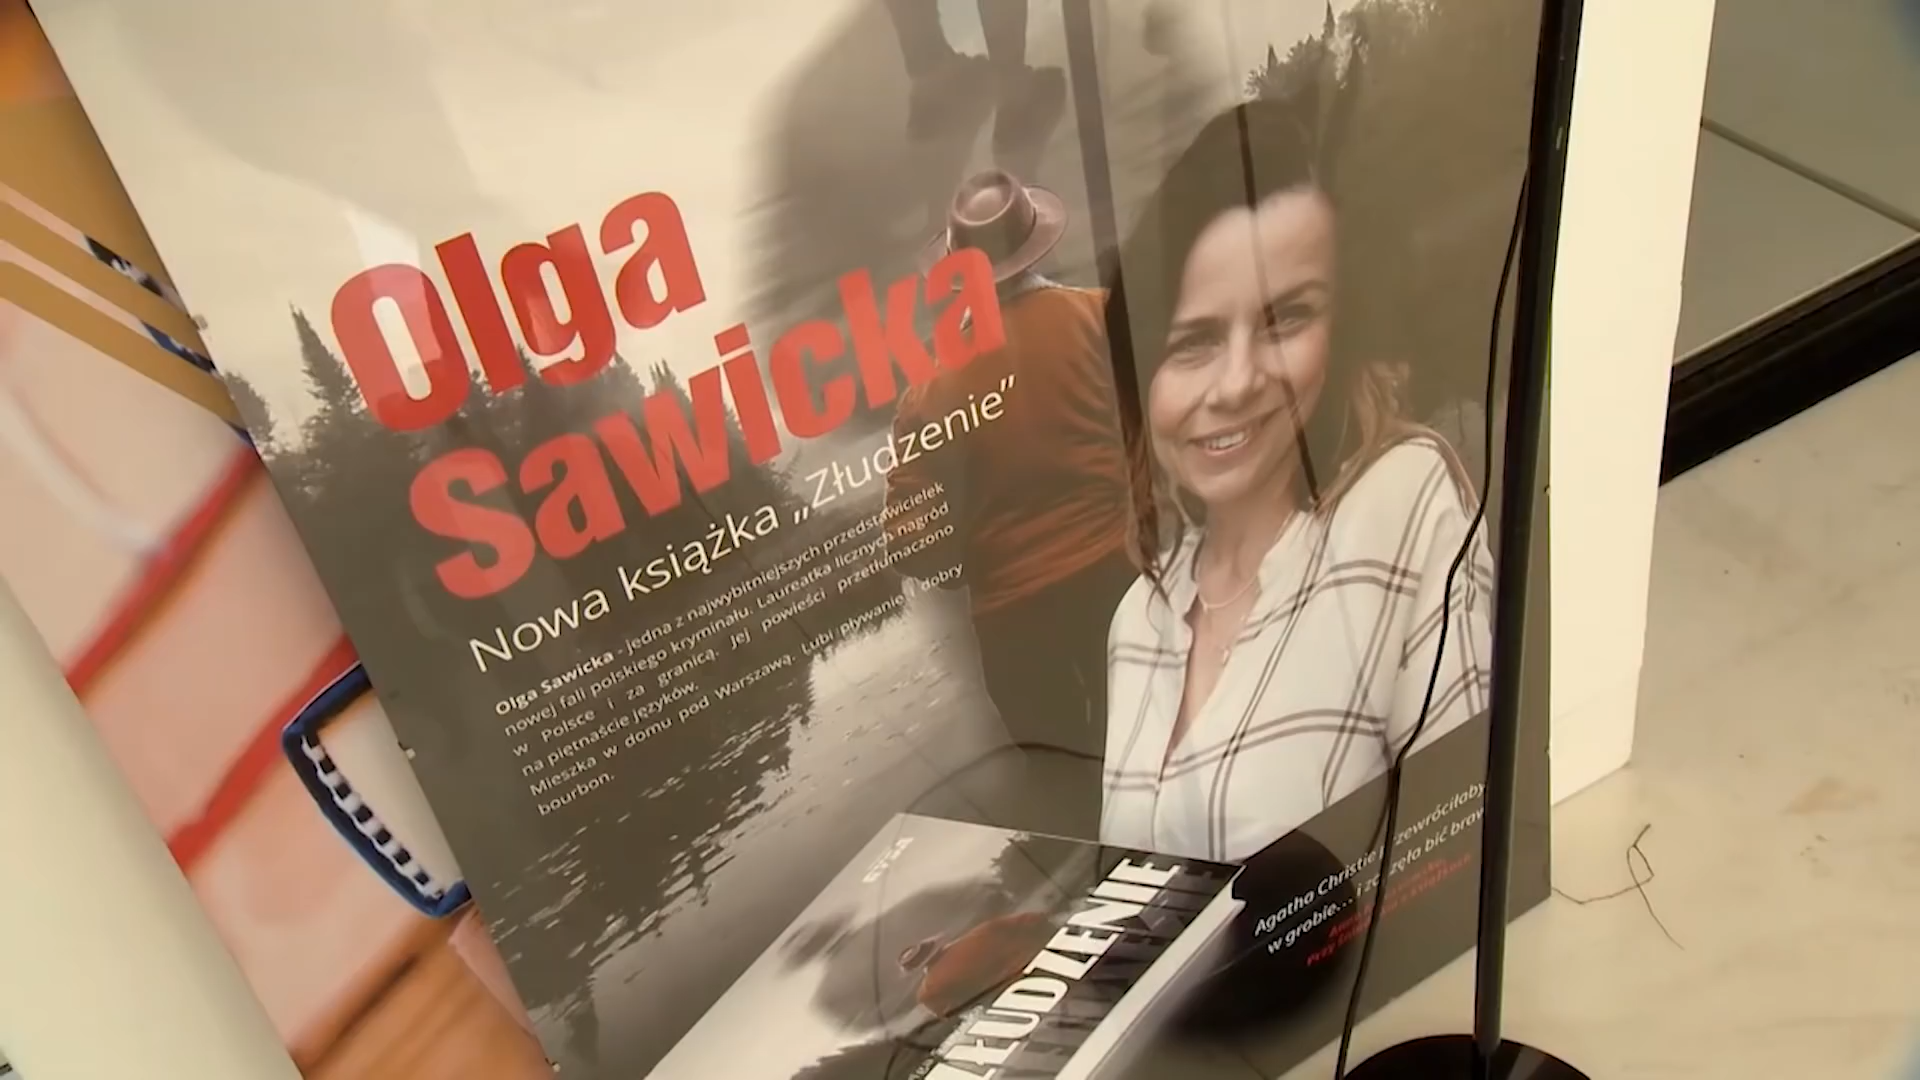 Olga
Sawicka
Nowa książka „Złudzenie”
Olga Sawicka - jedna z najwybitniejszych przedstawicielek
nowej fali polskiego kryminału. Laureatka licznych nagród
w Polsce i za granicą. Jej powieści przetłumaczono
na piętnaście języków.
Mieszka w domu pod Warszawą. Lubi pływanie i dobry
bourbon.
Agatha Christie przewróciłaby
w grobie... i zaczęła bić braw
ZŁUDZENIE